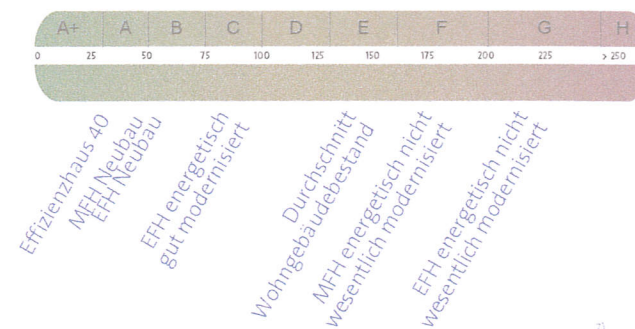 A+ A B C D E F G H
0 25 50 75 100 125 150 175 200 225 > 250
Effizienzhaus 40
MFH Neubau
EFH Neubau
EFH energetisch
gut modernisiert
Durchschnitt
Wohngebäudebestand
MFH energetisch nicht
wesentlich modernisiert
EFH energetisch nicht
wesentlich modernisiert